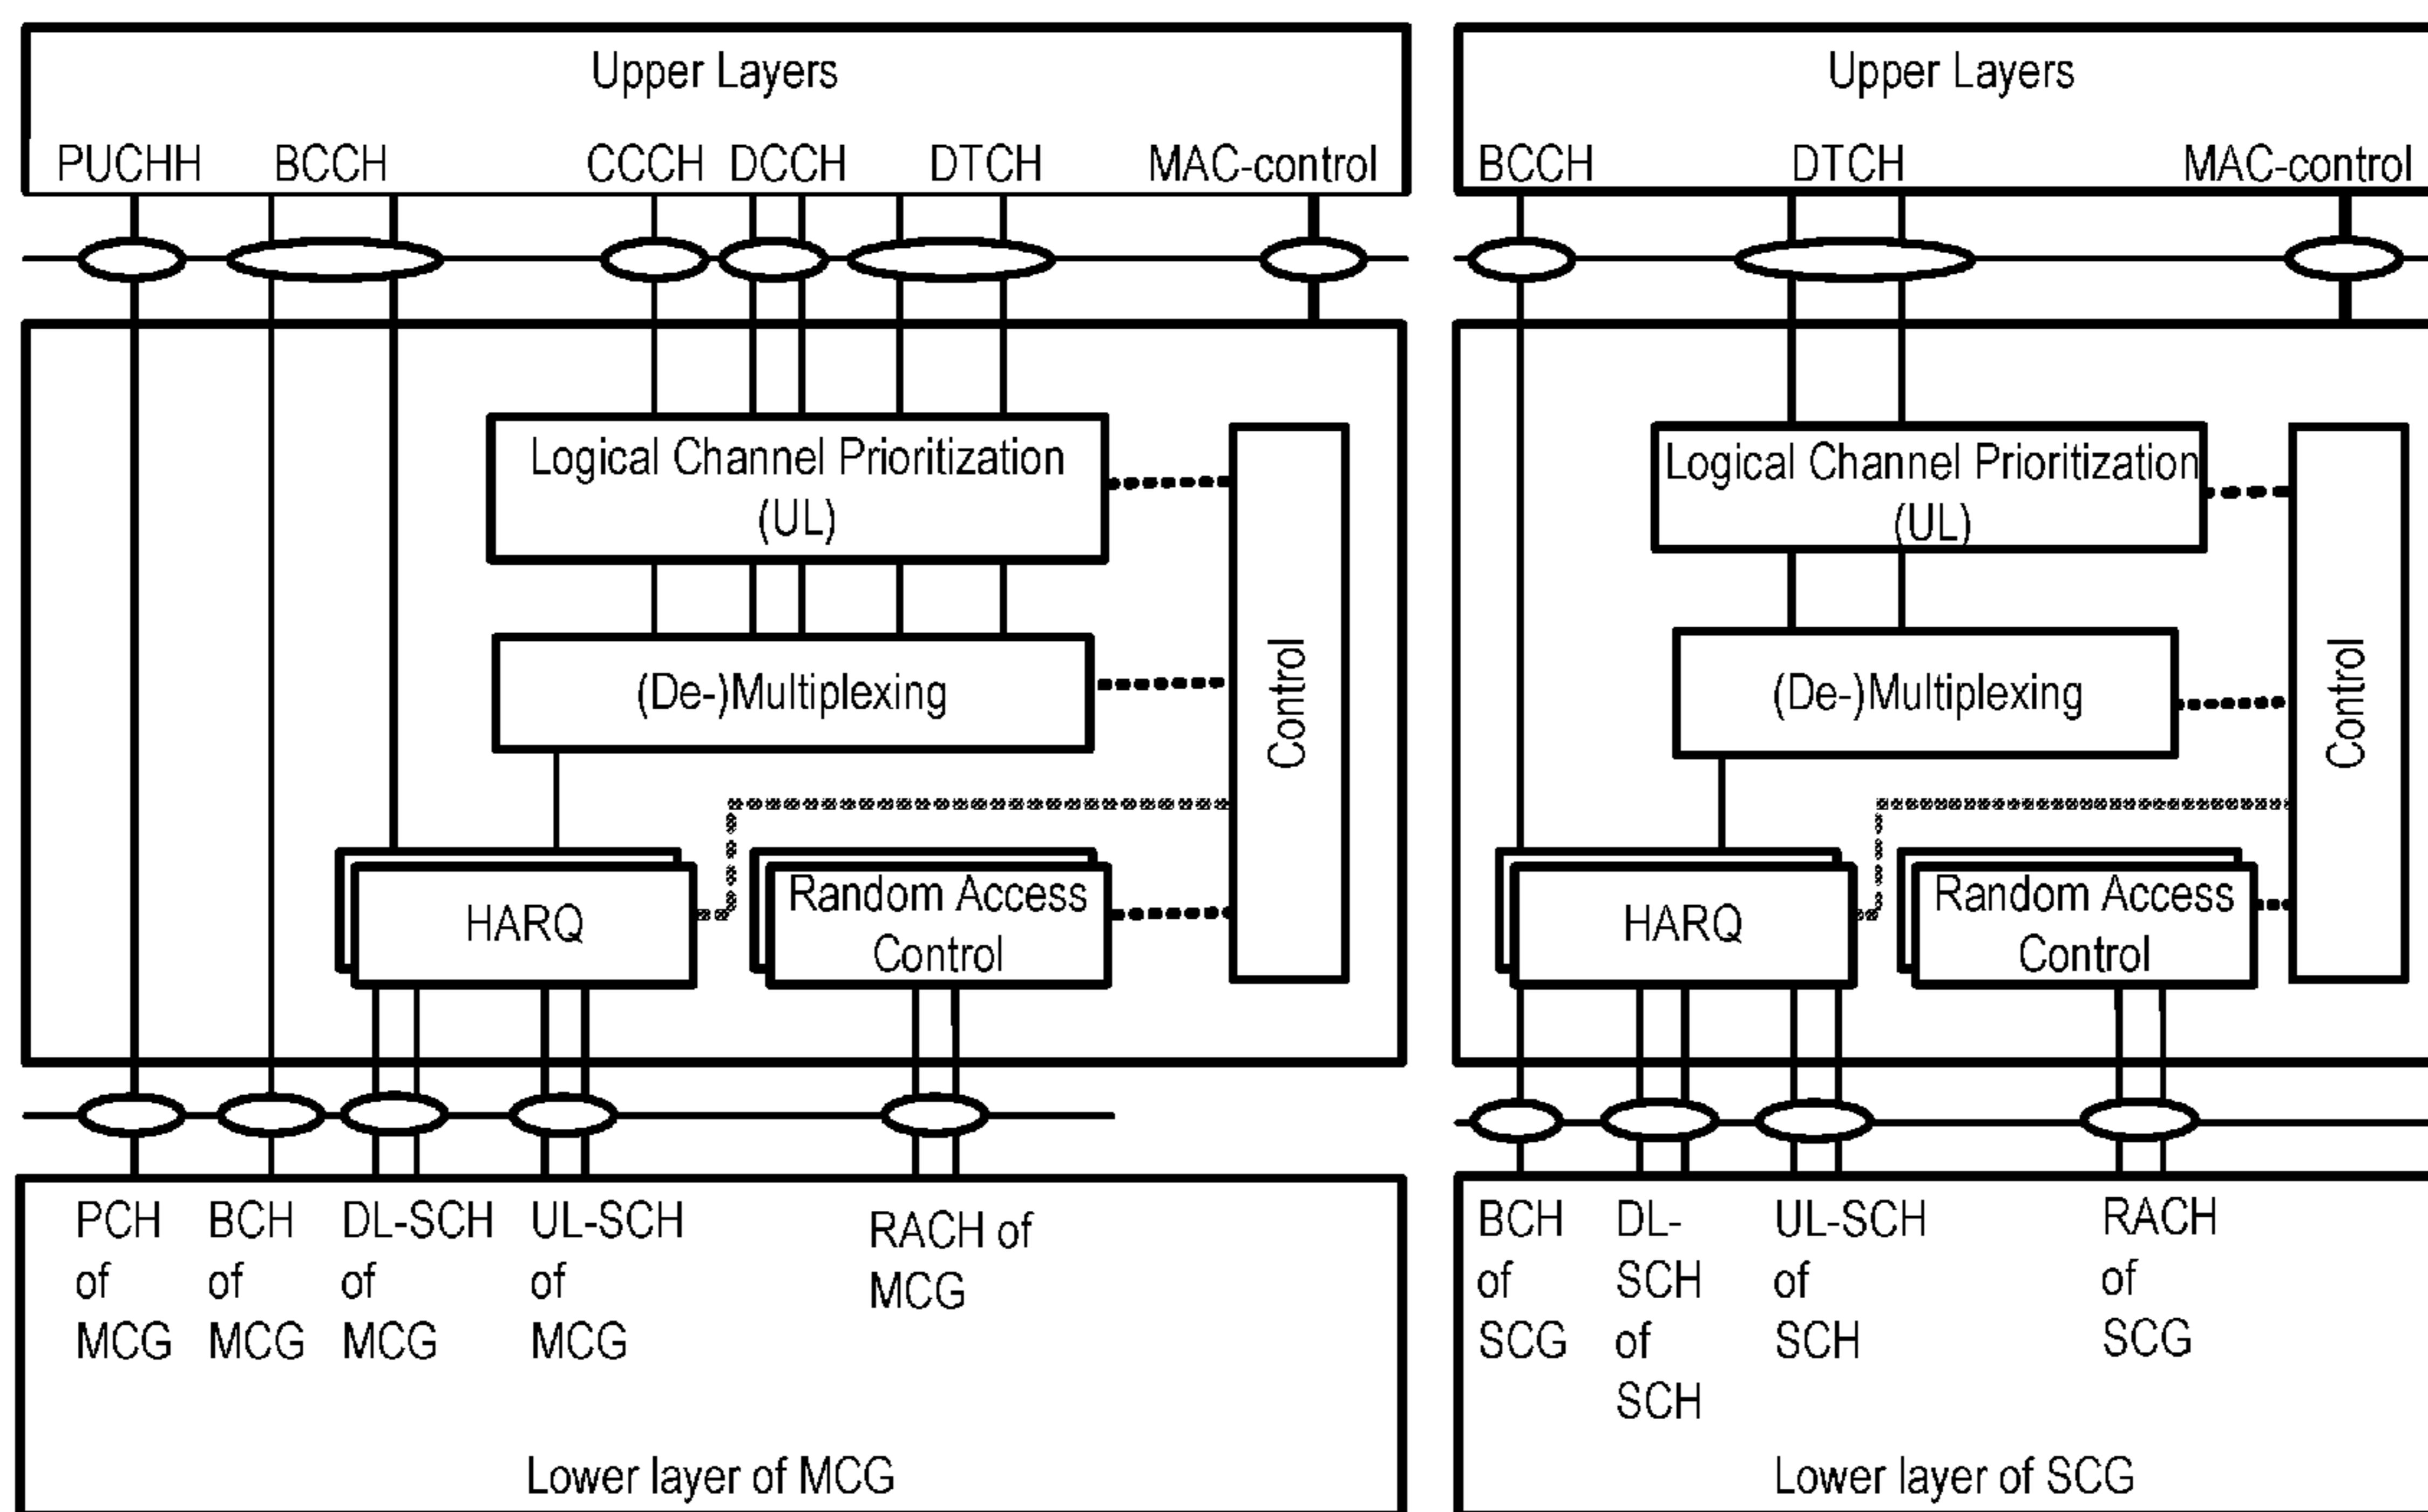 Upper Layers
PUCHH BCCH CCCH DCCH DTCH MAC-control
Logical Channel Prioritization
(UL)
(De-)Multiplexing
Control
HARQ
Random Access
Control
PCH
of
MCG
BCH
of
MCG
DL-SCH
of
MCG
UL-SCH
of
MCG
RACH of
MCG
Lower layer of MCG
Upper Layers
BCCH DTCH MAC-control
Logical Channel Prioritization
(UL)
(De-)Multiplexing
Control
HARQ
Random Access
Control
BCH
of
SCG
DL-
SCH
of
SCH
UL-SCH
of
SCH
RACH
of
SCG
Lower layer of SCG